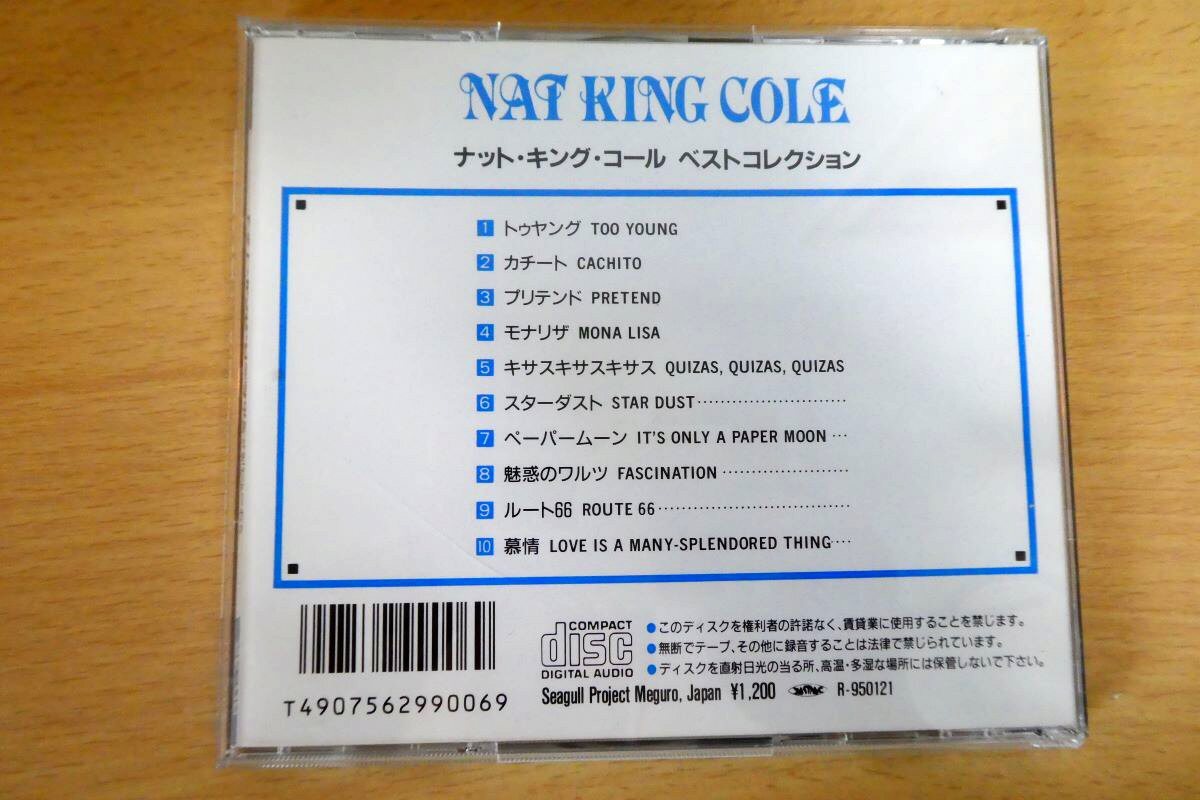 NAT KING COLE
ナット・キング・コール ベストコレクション
1 トゥヤング TOO YOUNG
2 カチート CACHITO
3 プリテンド PRETEND
4 モナリザ MONA LISA
5 キサスキサスキサス QUIZAS, QUIZAS, QUIZAS
6 スターダスト STAR DUST
7 ペーパームーン IT'S ONLY A PAPER MOON
8 魅惑のワルツ FASCINATION
9 ルート66 ROUTE 66
10 慕情 LOVE IS A MANY-SPLENDORED THING
T4907562990069
COMPACT
disc
DIGITAL AUDIO
●このディスクを権利者の許諾なく、賃貸業に使用することを禁じます。
●無断でテープ、その他に録音することは法律で禁じられています。
●ディスクを直射日光の当る所、高温・多湿な場所には保管しないで下さい。
Seagull Project Meguro, Japan ¥1,200 R-950121